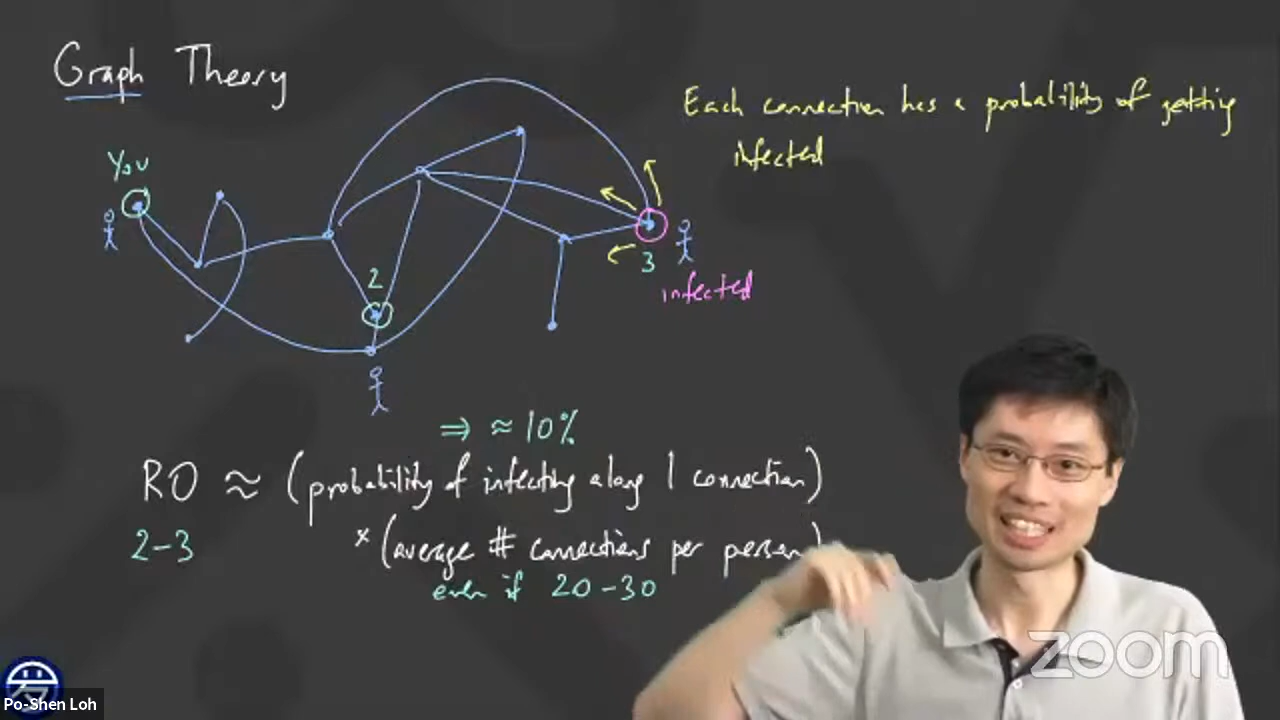 Graph Theory
Each connection has a probability of getting
infected
You
2
3
infected
⇒ ≈ 10%
R0 ≈ (probability of infecting along 1 connection)
2-3
* (average # connections per person)
even if 20-30
zoom
Po-Shen Loh